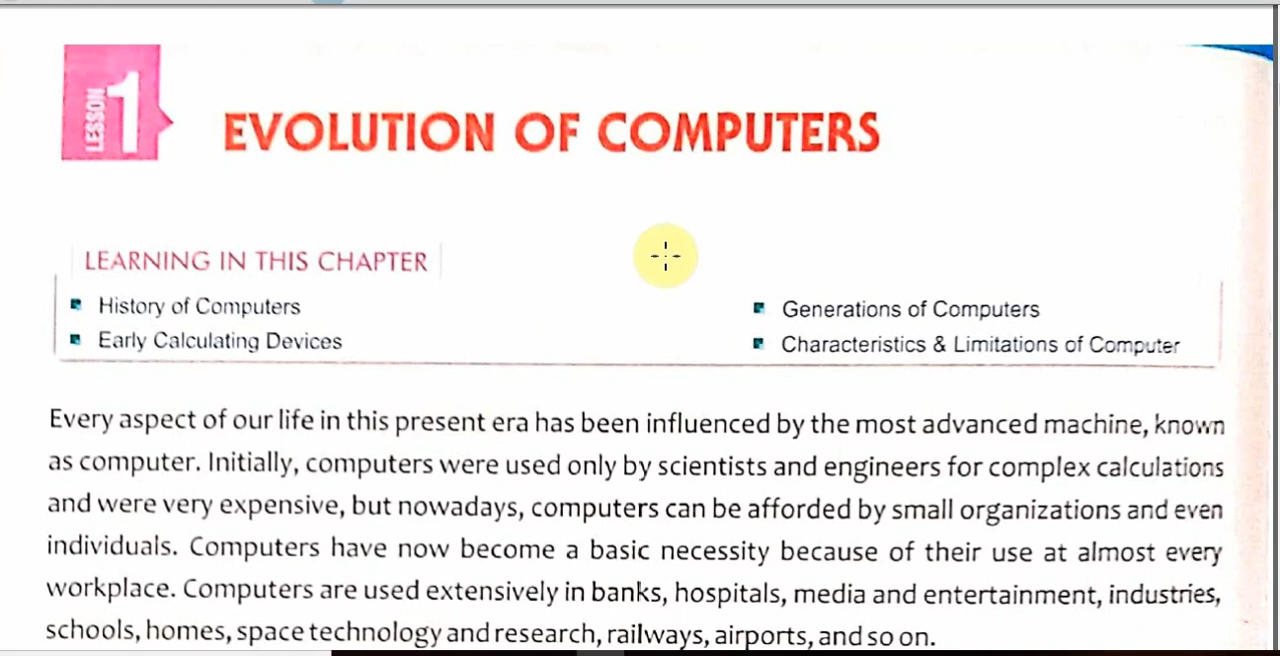 LESSON 1
EVOLUTION OF COMPUTERS
LEARNING IN THIS CHAPTER
History of Computers
Early Calculating Devices
Generations of Computers
Characteristics & Limitations of Computer
Every aspect of our life in this present era has been influenced by the most advanced machine, known
as computer. Initially, computers were used only by scientists and engineers for complex calculations
and were very expensive, but nowadays, computers can be afforded by small organizations and even
individuals. Computers have now become a basic necessity because of their use at almost every
workplace. Computers are used extensively in banks, hospitals, media and entertainment, industries,
schools, homes, space technology and research, railways, airports, and so on.